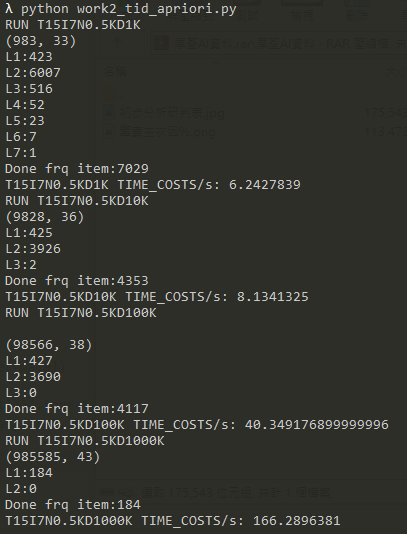 λ python work2_tid_apriori.py
RUN T15I7N0.5KD1K
(983, 33)
L1:423
L2:6007
L3:516
L4:52
L5:23
L6:7
L7:1
Done frq item:7029
T15I7N0.5KD1K TIME_COSTS/s: 6.2427839
RUN T15I7N0.5KD10K
(9828, 36)
L1:425
L2:3926
L3:2
Done frq item:4353
T15I7N0.5KD10K TIME_COSTS/s: 8.1341325
RUN T15I7N0.5KD100K
(98566, 38)
L1:427
L2:3690
L3:0
Done frq item:4117
T15I7N0.5KD100K TIME_COSTS/s: 40.349176899999996
RUN T15I7N0.5KD1000K
(985585, 43)
L1:184
L2:0
Done frq item:184
T15I7N0.5KD1000K TIME_COSTS/s: 166.2896381